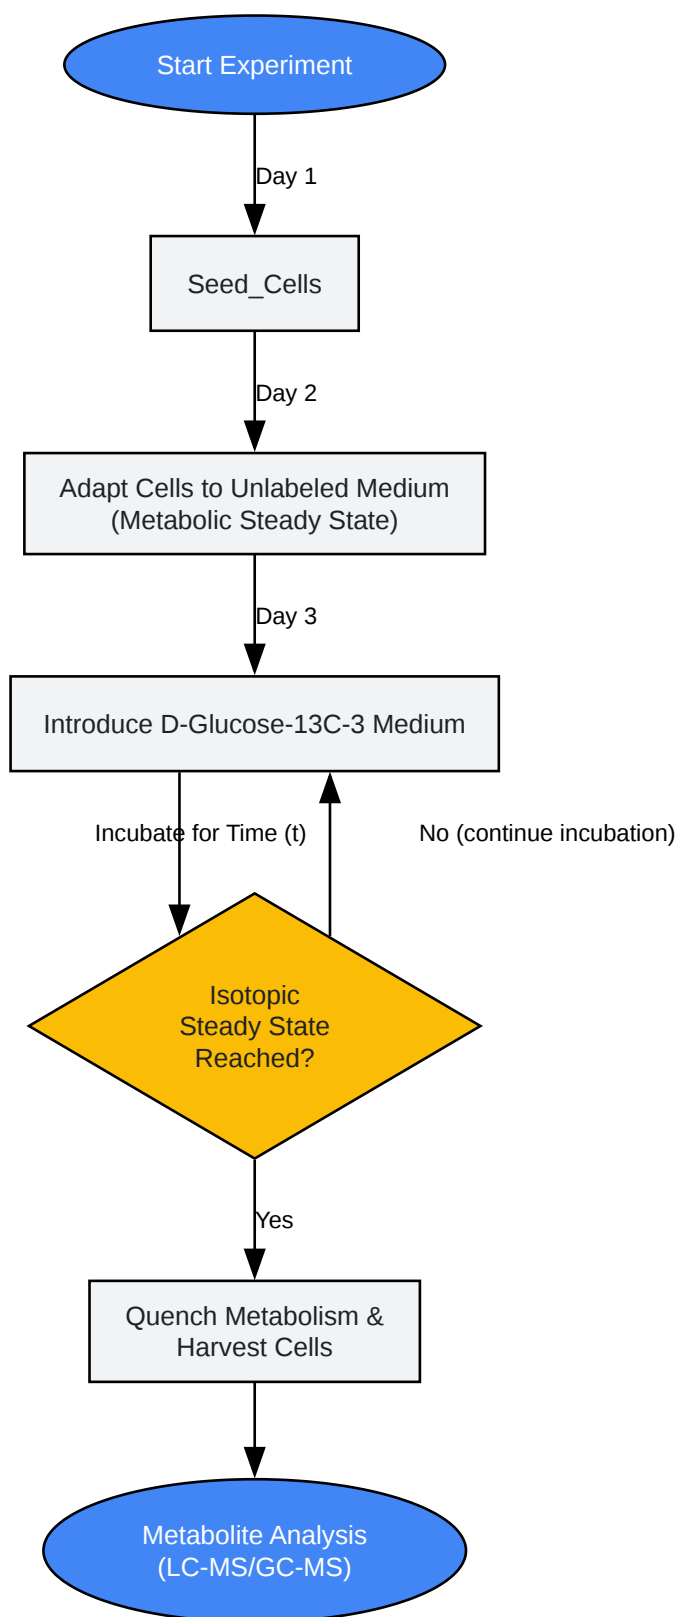 Start Experiment
Day 1
Seed_Cells
Day 2
Adapt Cells to Unlabeled Medium
(Metabolic Steady State)
Day 3
Introduce D-Glucose-13C-3 Medium
Incubate for Time (t)
No (continue incubation)
Isotopic
Steady State
Reached?
Yes
Quench Metabolism &
Harvest Cells
Metabolite Analysis
(LC-MS/GC-MS)